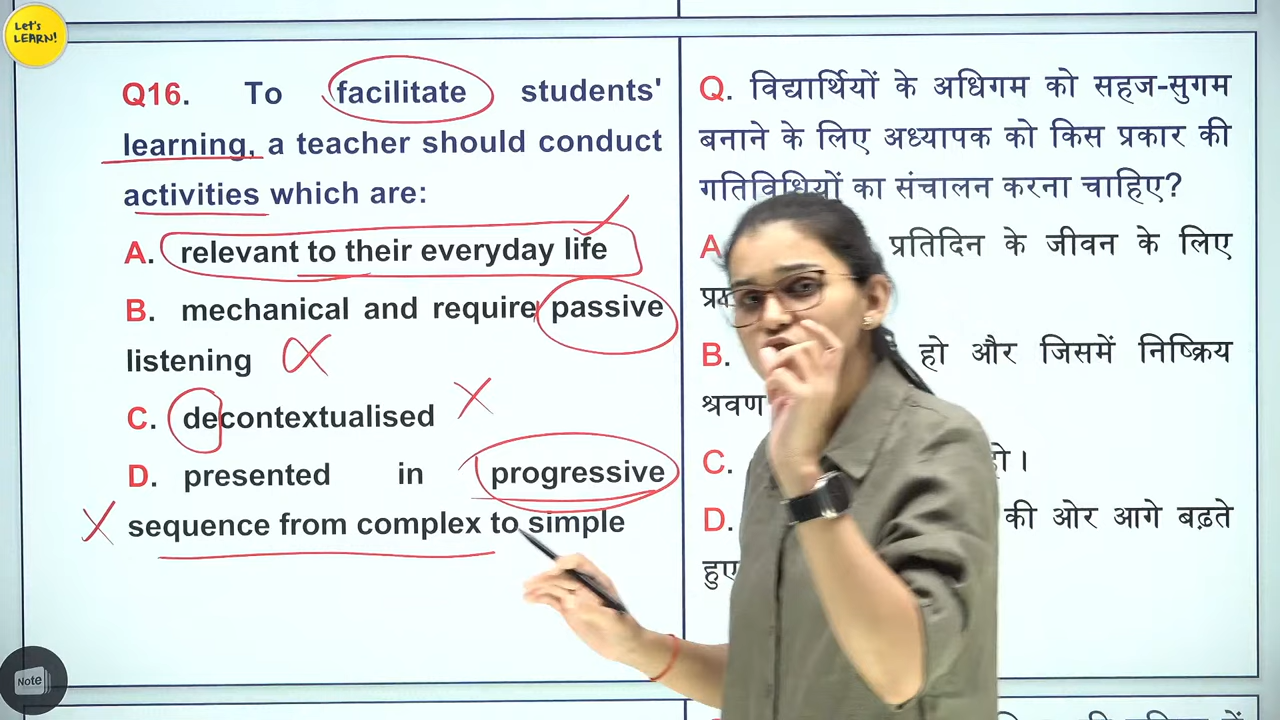 Let's
LEARN!
Q16. To facilitate students'
learning, a teacher should conduct
activities which are:
A. relevant to their everyday life
B. mechanical and require passive
listening
C. decontextualised
D. presented in progressive
sequence from complex to simple
Q. विद्यार्थियों के अधिगम को सहज-सुगम
बनाने के लिए अध्यापक को किस प्रकार की
गतिविधियों का संचालन करना चाहिए?
A प्रतिदिन के जीवन के लिए
B. हो और जिसमें निष्क्रिय
श्रवण
C. हो।
D. की ओर आगे बढ़ते
हुए
Note